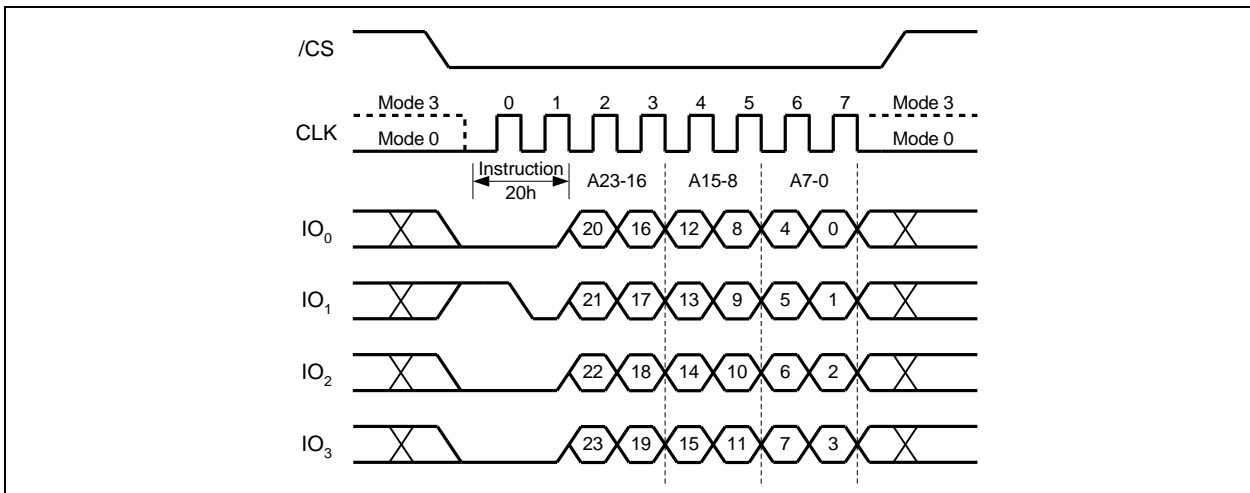 /CS
Mode 3 0 1 2 3 4 5 6 7 Mode 3
CLK
Mode 0 Mode 0
Instruction
20h
A23-16 A15-8 A7-0
IO0 20 16 12 8 4 0
IO1 21 17 13 9 5 1
IO2 22 18 14 10 6 2
IO3 23 19 15 11 7 3